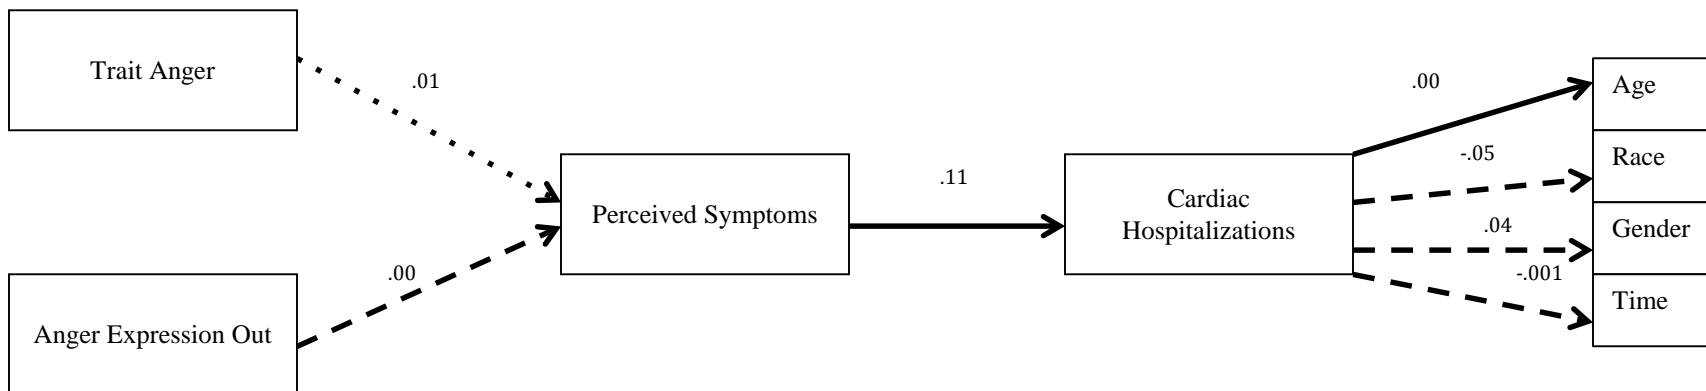 Trait Anger
.01
Anger Expression Out
.00
Perceived Symptoms
.11
Cardiac
Hospitalizations
.00
-.05
.04
-.001
Age
Race
Gender
Time